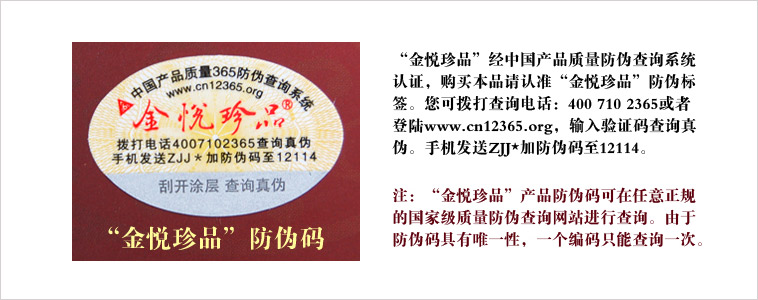 中国产品质量365防伪查询系统
www.cn12365.org
金悦珍品®
拨打电话4007102365查询真伪
手机发送ZJJ*加防伪码至12114
刮开涂层 查询真伪
“金悦珍品”防伪码
“金悦珍品”经中国产品质量防伪查询系统
认证，购买本品请认准“金悦珍品”防伪标
签。您可拨打查询电话：400 710 2365或者
登陆www.cn12365.org，输入验证码查询真
伪。手机发送ZJJ*加防伪码至12114。
注：“金悦珍品”产品防伪码可在任意正规
的国家级质量防伪查询网站进行查询。由于
防伪码具有唯一性，一个编码只能查询一次。